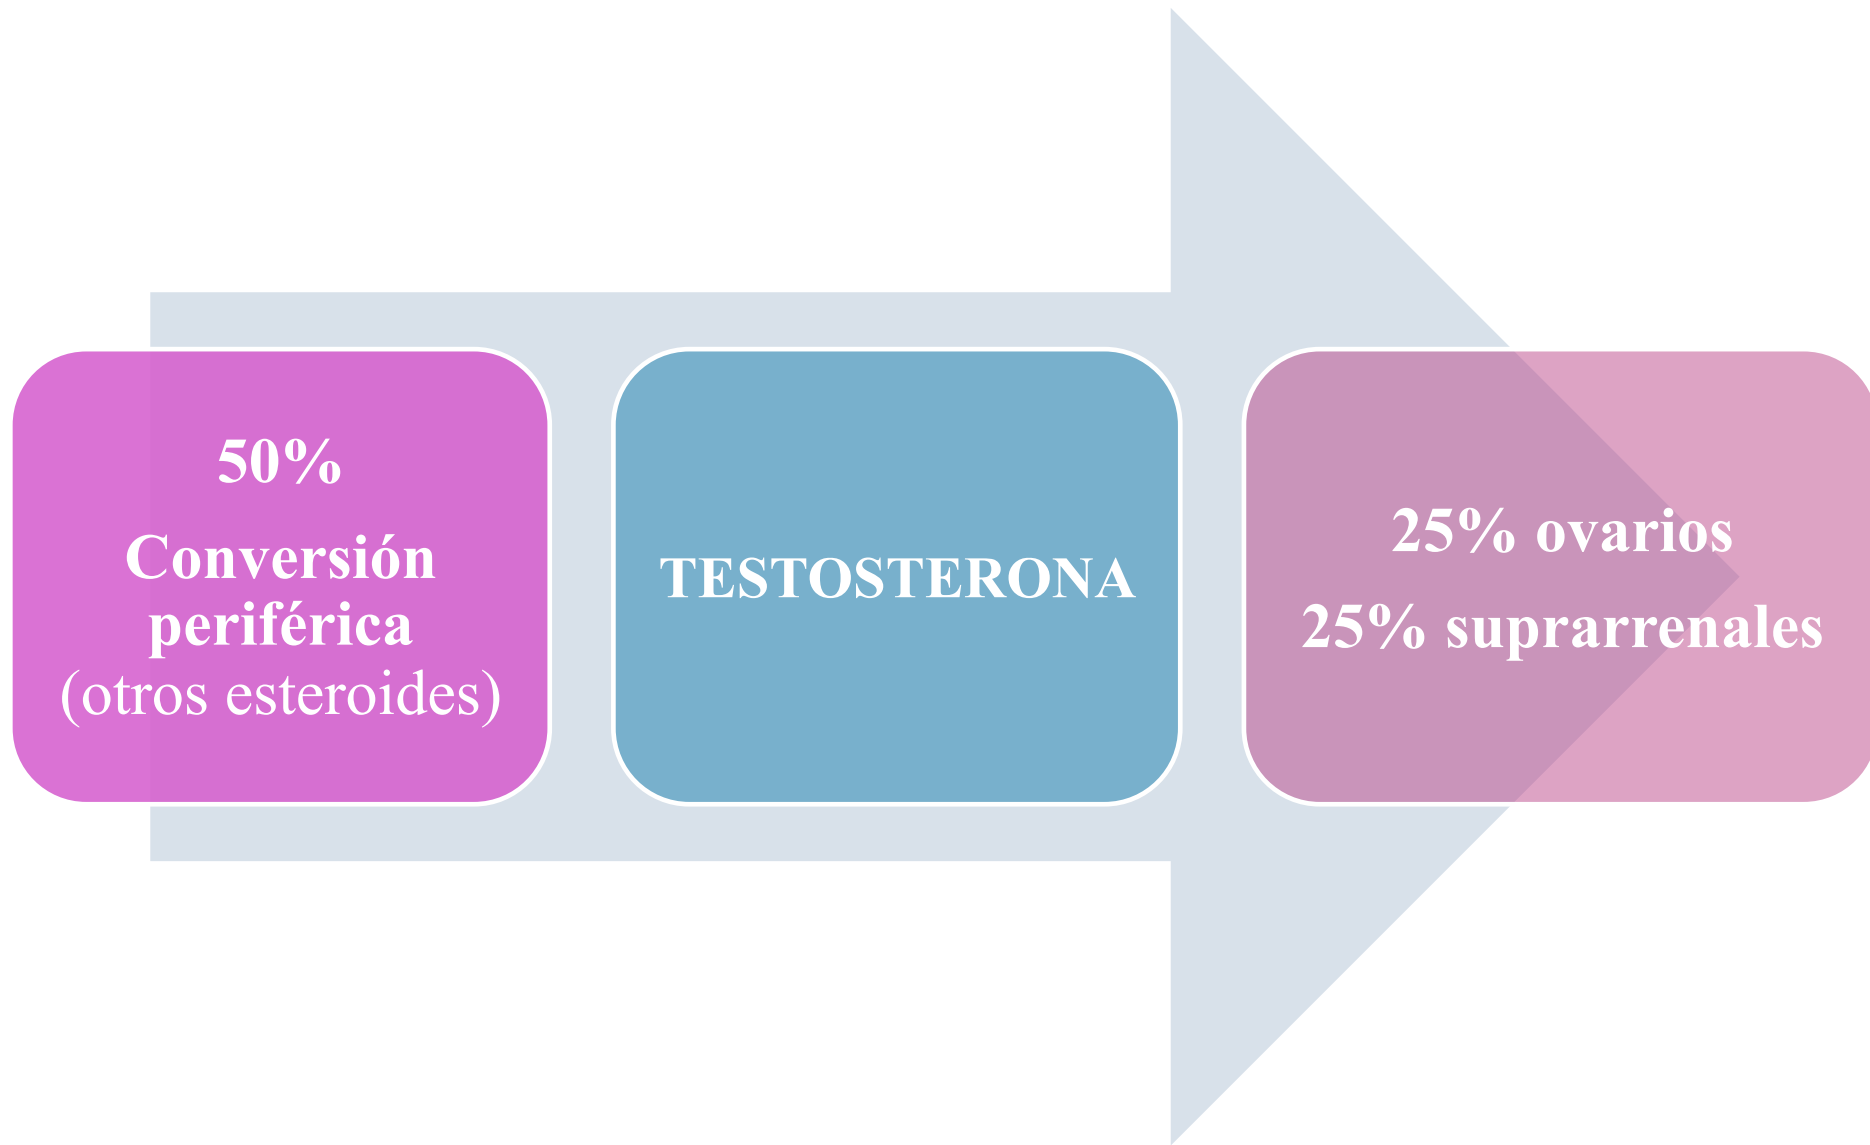 50%
Conversión
periférica
(otros esteroides)
TESTOSTERONA
25% ovarios
25% suprarrenales